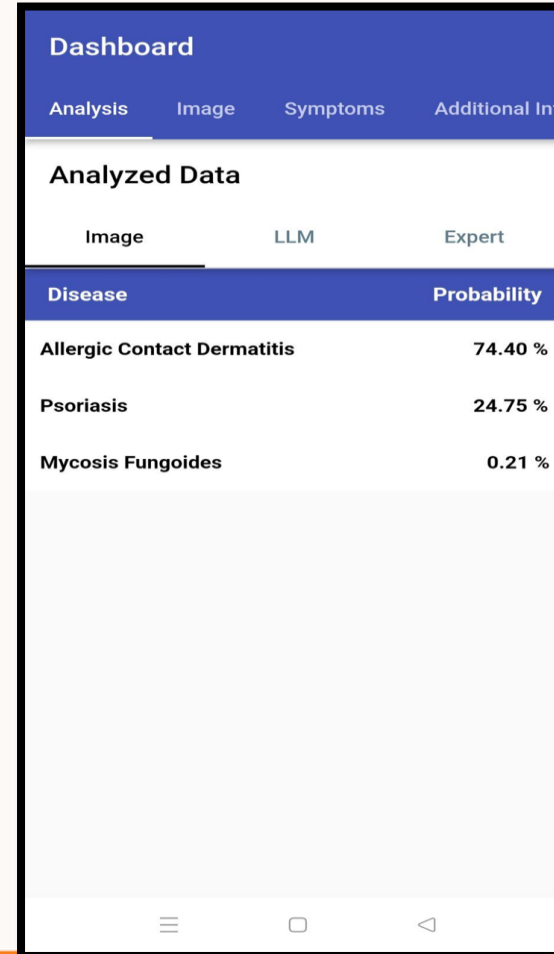 Dashboard
Analysis Image Symptoms Additional
Analyzed Data
Image LLM Expert
Disease Probability
Allergic Contact Dermatitis 74.40 %
Psoriasis 24.75 %
Mycosis Fungoides 0.21 %